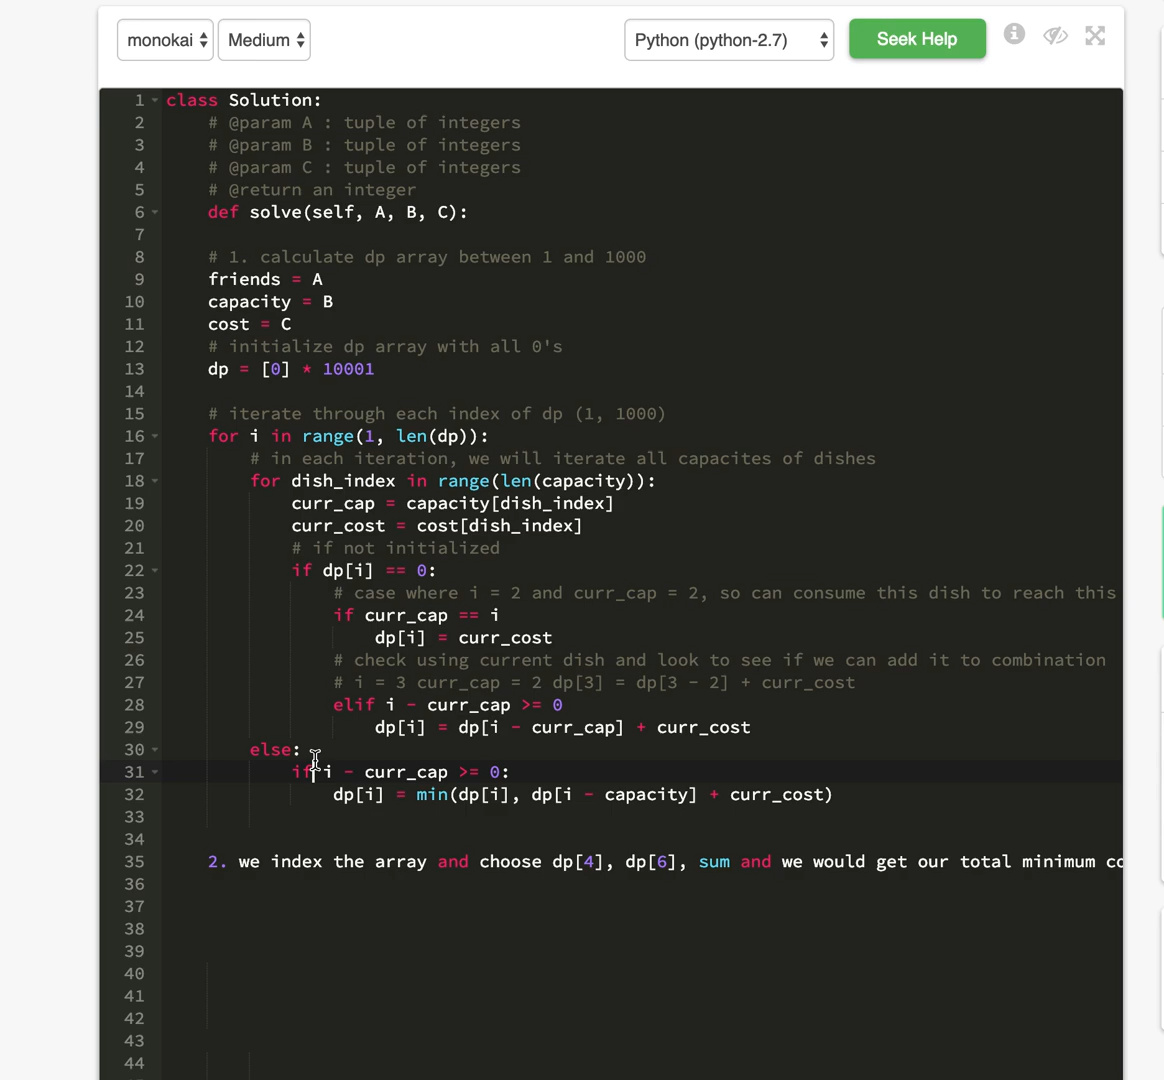 monokai Medium Python (python-2.7) Seek Help
1 class Solution:
2 # @param A : tuple of integers
3 # @param B : tuple of integers
4 # @param C : tuple of integers
5 # @return an integer
6 def solve(self, A, B, C):
7
8 # 1. calculate dp array between 1 and 1000
9 friends = A
10 capacity = B
11 cost = C
12 # initialize dp array with all 0's
13 dp = [0] * 10001
14
15 # iterate through each index of dp (1, 1000)
16 for i in range(1, len(dp)):
17 # in each iteration, we will iterate all capacites of dishes
18 for dish_index in range(len(capacity)):
19 curr_cap = capacity[dish_index]
20 curr_cost = cost[dish_index]
21 # if not initialized
22 if dp[i] == 0:
23 # case where i = 2 and curr_cap = 2, so can consume this dish to reach this
24 if curr_cap == i
25 dp[i] = curr_cost
26 # check using current dish and look to see if we can add it to combination
27 # i = 3 curr_cap = 2 dp[3] = dp[3 - 2] + curr_cost
28 elif i - curr_cap >= 0
29 dp[i] = dp[i - curr_cap] + curr_cost
30 else:
31 if i - curr_cap >= 0:
32 dp[i] = min(dp[i], dp[i - capacity] + curr_cost)
33
34
35 2. we index the array and choose dp[4], dp[6], sum and we would get our total minimum
36
37
38
39
40
41
42
43
44